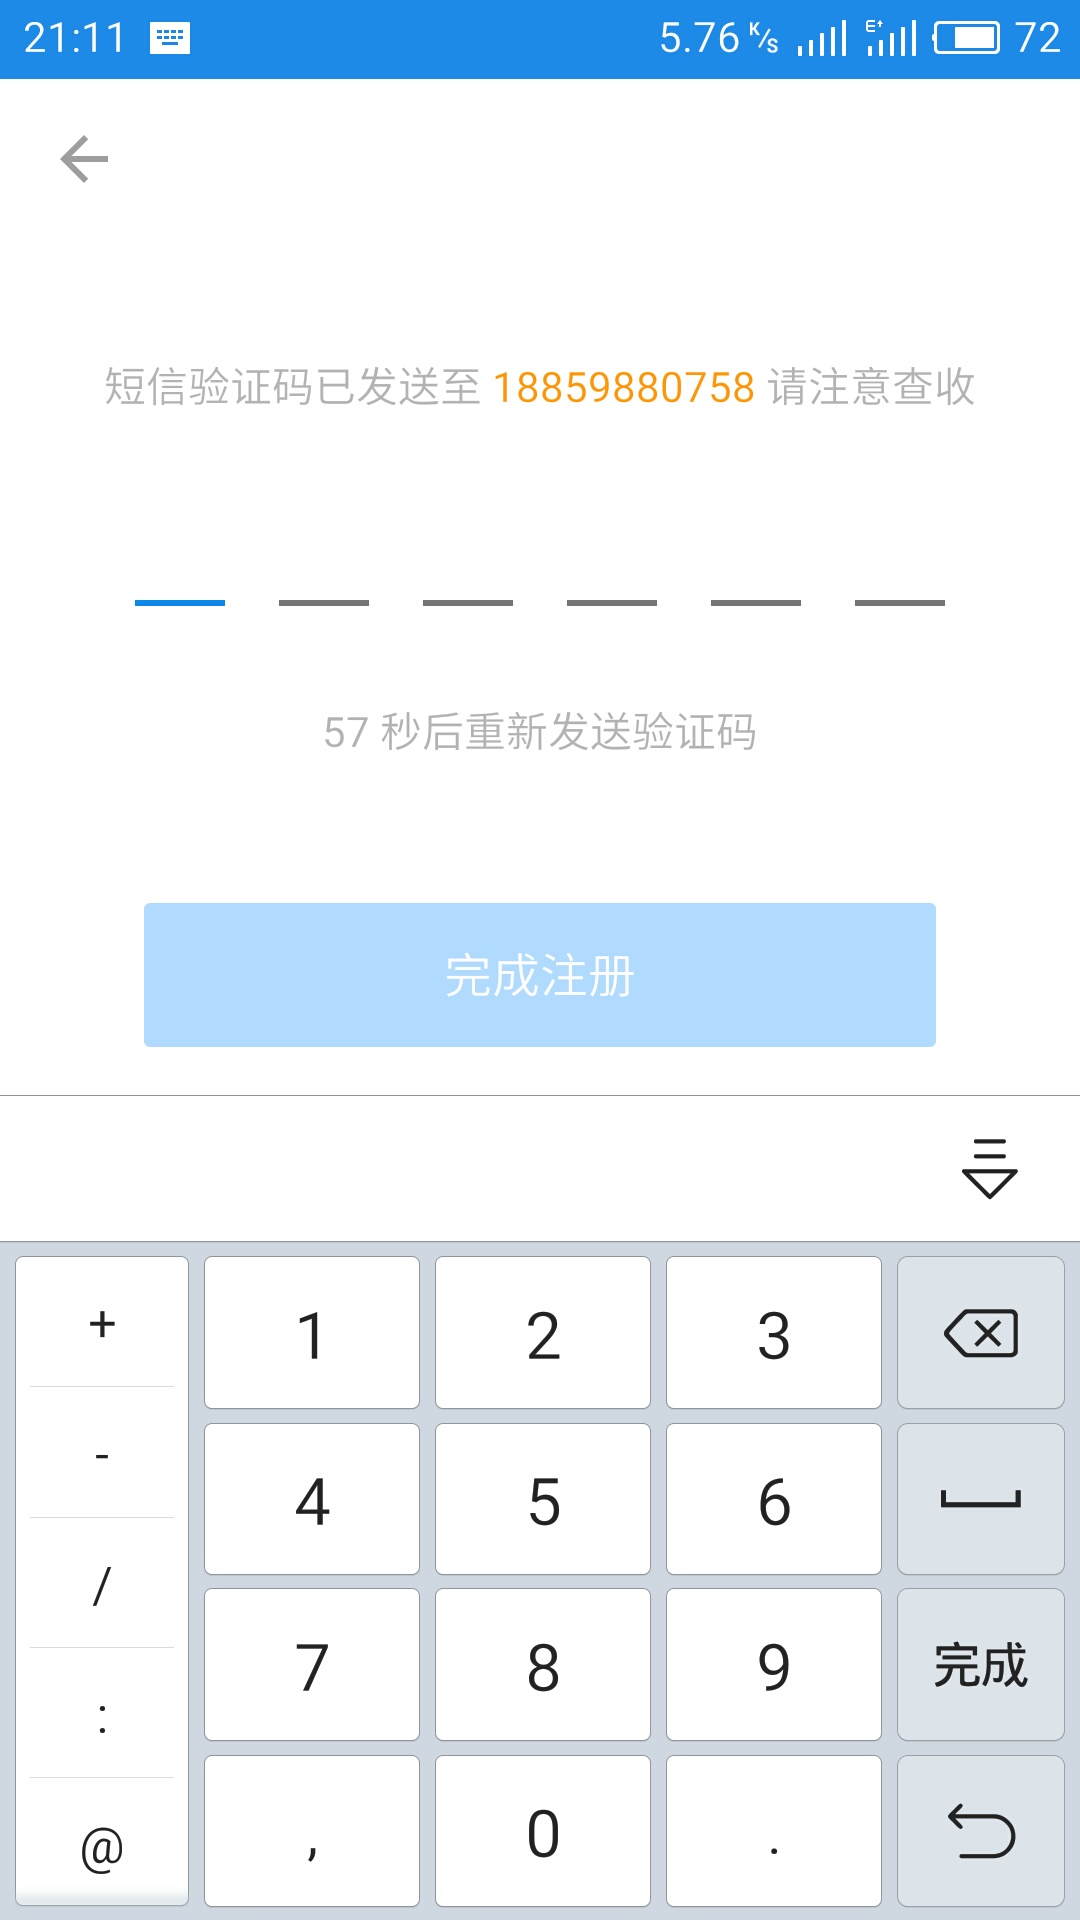 21:11 5.76 K/s 72
短信验证码已发送至 18859880758 请注意查收
57 秒后重新发送验证码
完成注册
+ 1 2 3
- 4 5 6
/ 7 8 9 完成
:
@ , 0 .